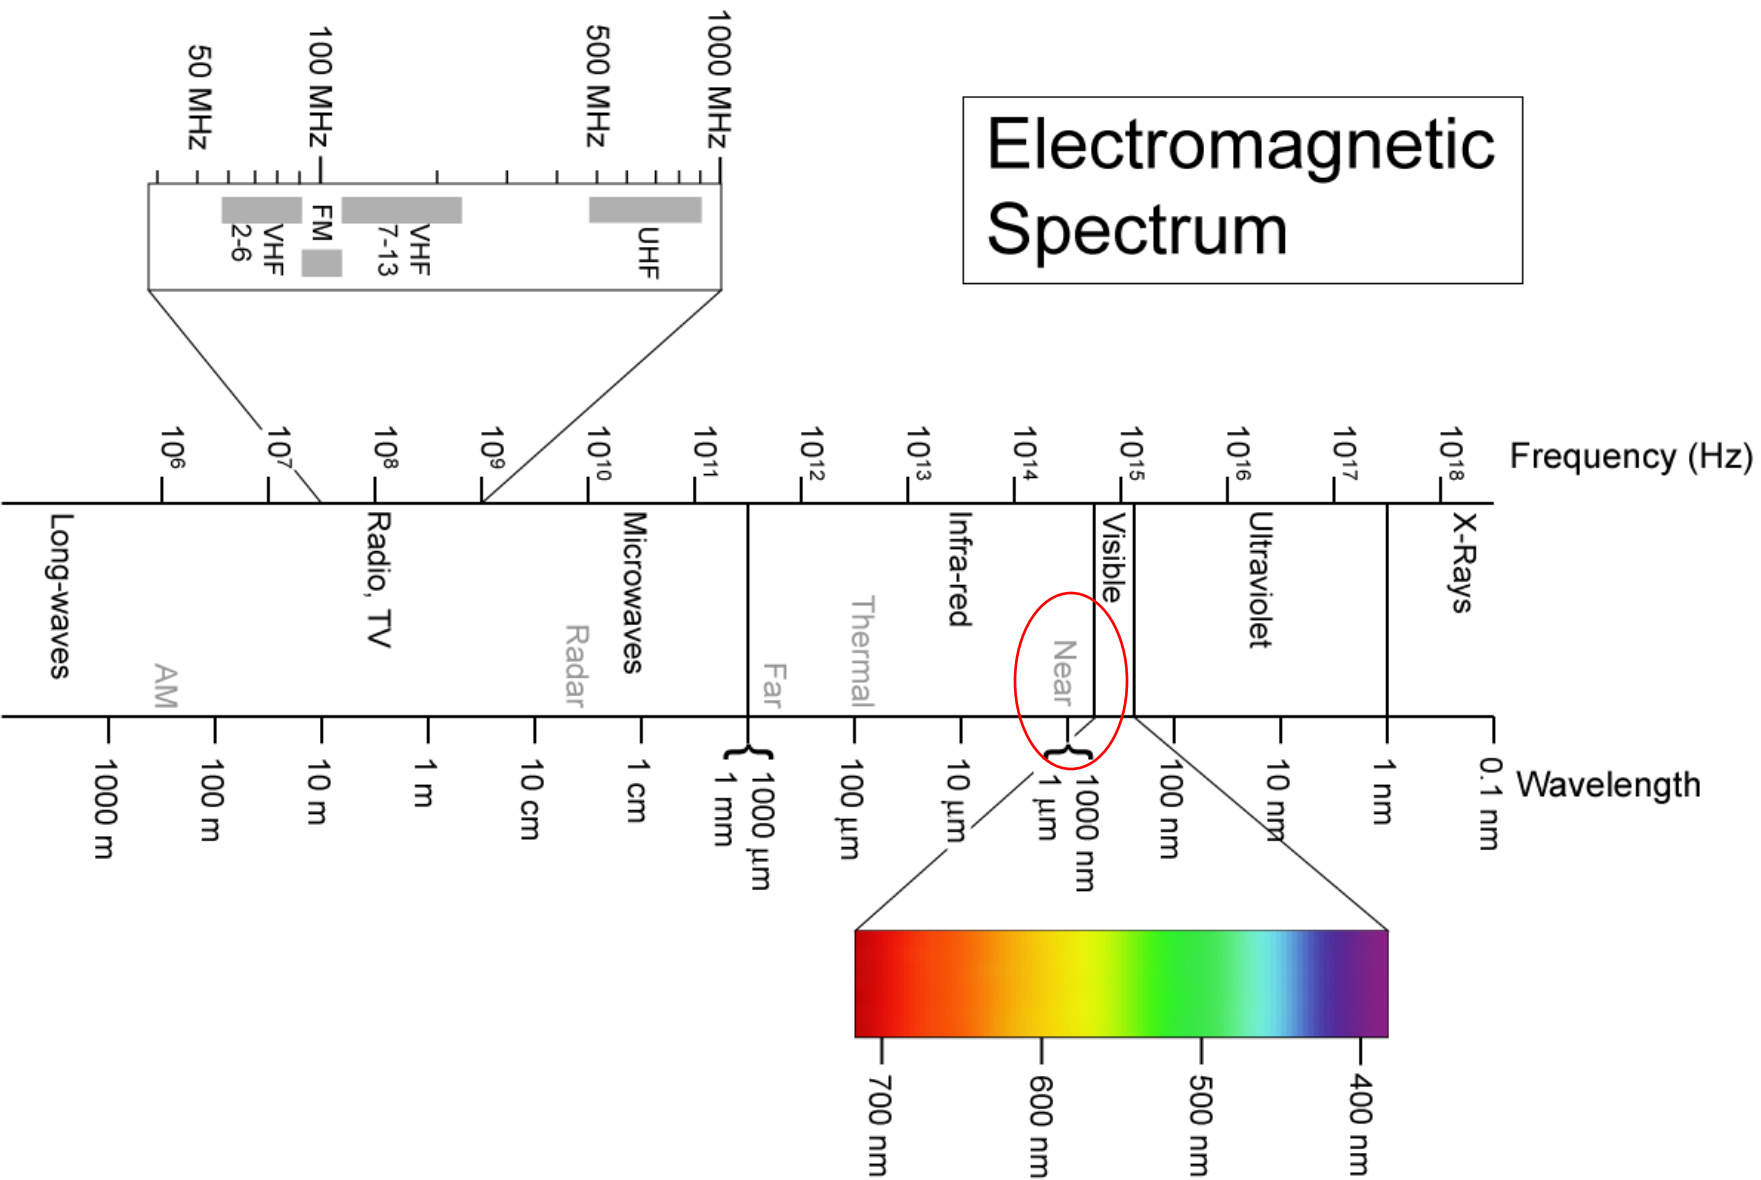 50 MHz
100 MHz
500 MHz
1000 MHz
Electromagnetic
Spectrum
VHF
2-6
FM
VHF
7-13
UHF
10⁶
10⁷
10⁸
10⁹
10¹⁰
10¹¹
10¹²
10¹³
10¹⁴
10¹⁵
10¹⁶
10¹⁷
10¹⁸
Frequency (Hz)
Long-waves
AM
Radio, TV
Radar
Microwaves
Far
Thermal
Infra-red
Near
Visible
Ultraviolet
X-Rays
1000 m
100 m
10 m
1 m
10 cm
1 cm
1000 µm
1 mm
100 µm
10 µm
1000 nm
1 µm
100 nm
10 nm
1 nm
0.1 nm
Wavelength
700 nm
600 nm
500 nm
400 nm